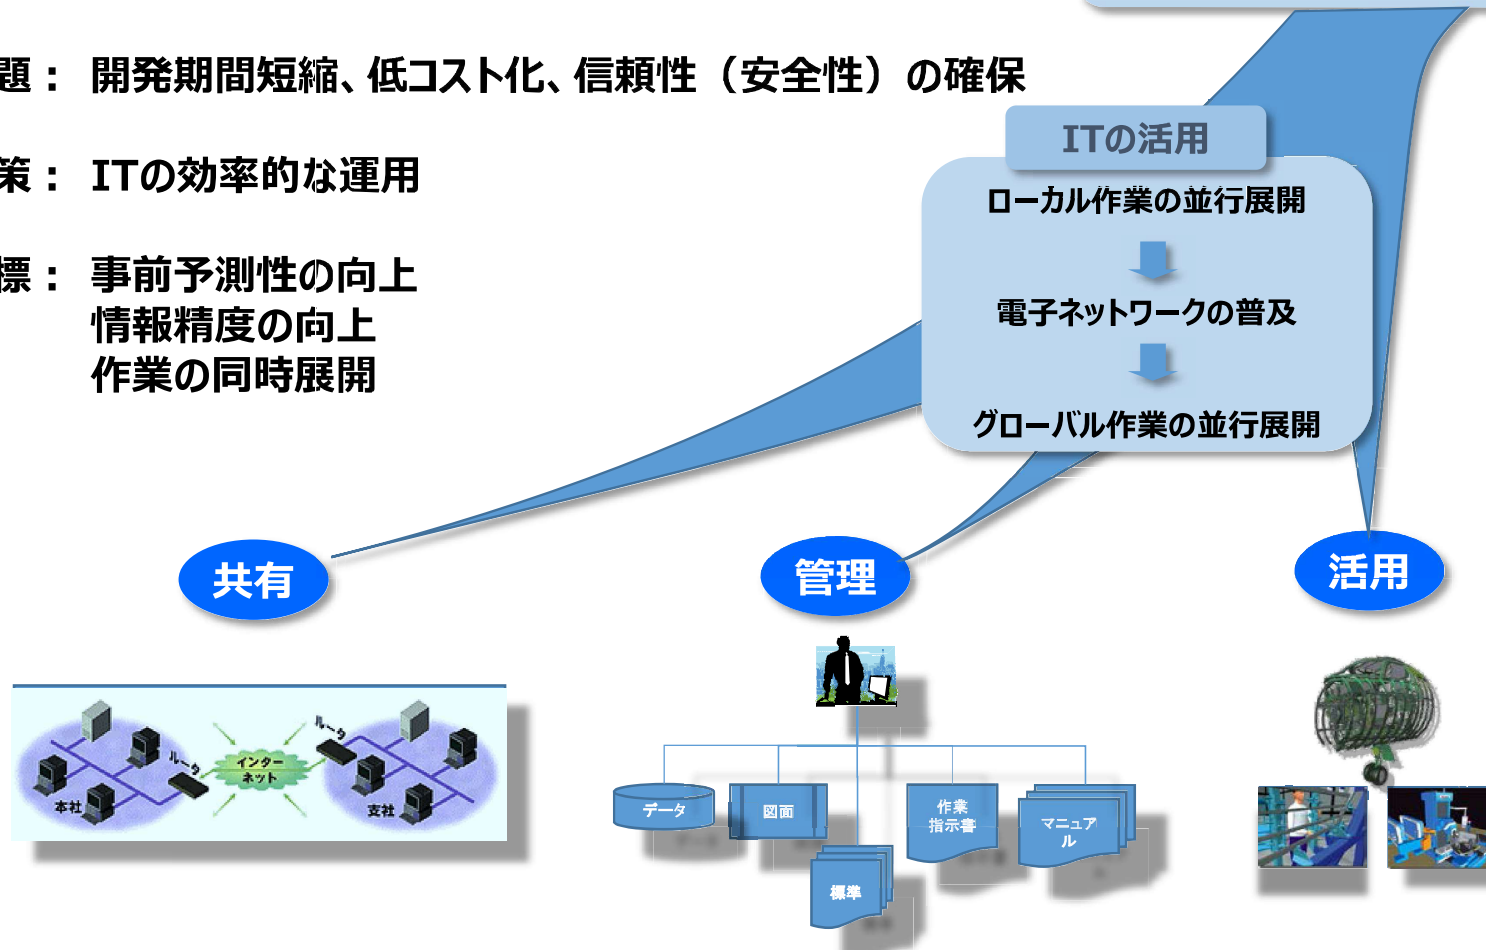 題： 開発期間短縮、低コスト化、信頼性（安全性）の確保
策： ITの効率的な運用
標： 事前予測性の向上
情報精度の向上
作業の同時展開
ITの活用
ローカル作業の並行展開
電子ネットワークの普及
グローバル作業の並行展開
共有
管理
活用
ルータ
ルータ
インター
ネット
本社
支社
データ
図面
作業
指示書
マニュア
ル
標準